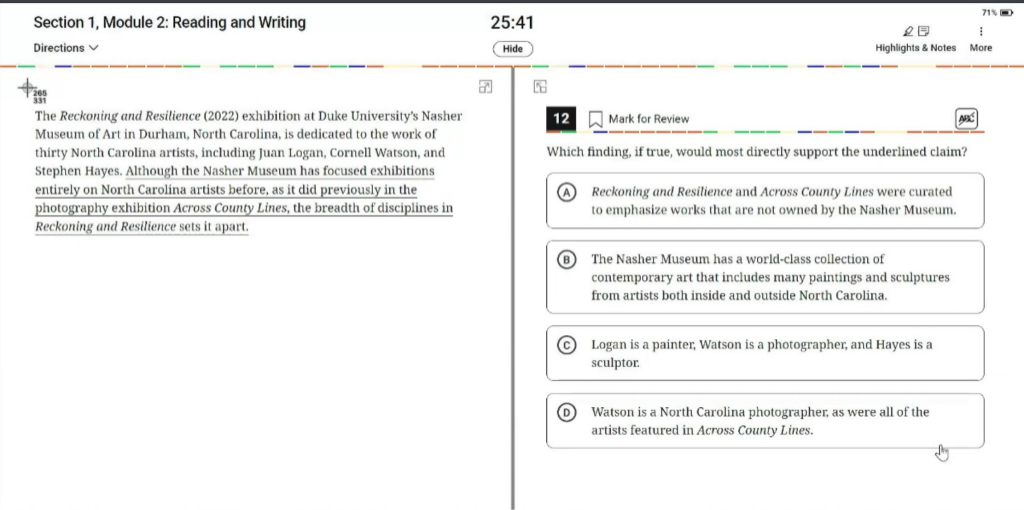 Section 1, Module 2: Reading and Writing
25:41
71%
Directions
Hide
Highlights & Notes
More
265
331
The Reckoning and Resilience (2022) exhibition at Duke University's Nasher
Museum of Art in Durham, North Carolina, is dedicated to the work of
thirty North Carolina artists, including Juan Logan, Cornell Watson, and
Stephen Hayes. Although the Nasher Museum has focused exhibitions
entirely on North Carolina artists before, as it did previously in the
photography exhibition Across County Lines, the breadth of disciplines in
Reckoning and Resilience sets it apart.
12
Mark for Review
ABC
Which finding, if true, would most directly support the underlined claim?
A
Reckoning and Resilience and Across County Lines were curated
to emphasize works that are not owned by the Nasher Museum.
B
The Nasher Museum has a world-class collection of
contemporary art that includes many paintings and sculptures
from artists both inside and outside North Carolina.
C
Logan is a painter, Watson is a photographer, and Hayes is a
sculptor.
D
Watson is a North Carolina photographer, as were all of the
artists featured in Across County Lines.